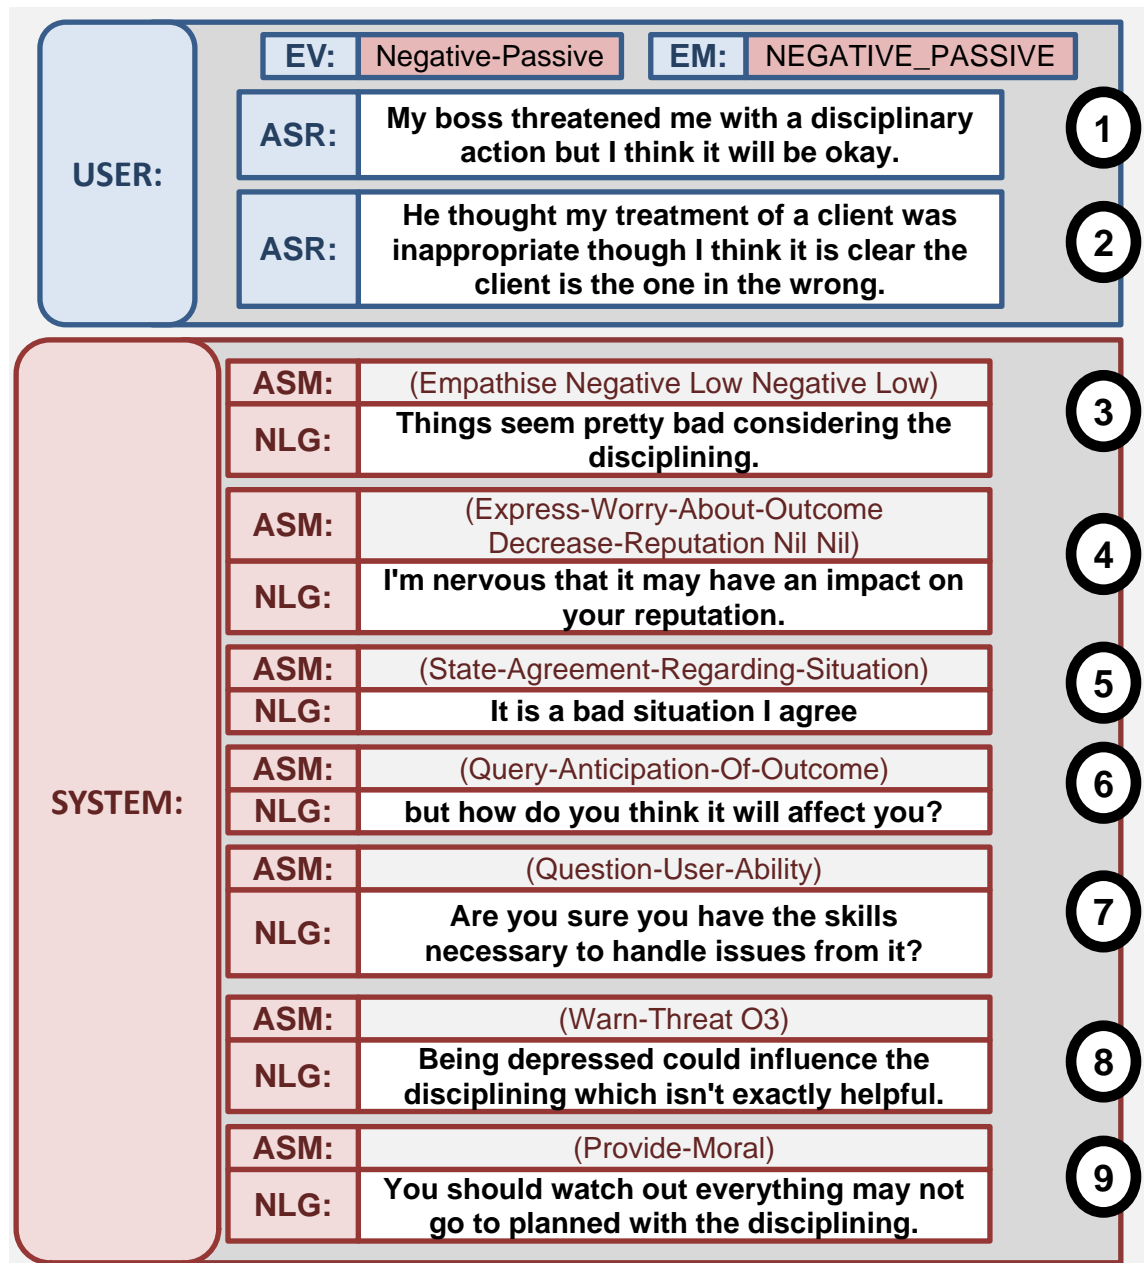 EV: Negative-Passive EM: NEGATIVE_PASSIVE
USER:
ASR: My boss threatened me with a disciplinary
action but I think it will be okay.
1
ASR: He thought my treatment of a client was
inappropriate though I think it is clear the
client is the one in the wrong.
2
SYSTEM:
ASM: (Empathise Negative Low Negative Low)
NLG: Things seem pretty bad considering the
disciplining.
3
ASM: (Express-Worry-About-Outcome
Decrease-Reputation Nil Nil)
NLG: I'm nervous that it may have an impact on
your reputation.
4
ASM: (State-Agreement-Regarding-Situation)
NLG: It is a bad situation I agree
5
ASM: (Query-Anticipation-Of-Outcome)
NLG: but how do you think it will affect you?
6
ASM: (Question-User-Ability)
NLG: Are you sure you have the skills
necessary to handle issues from it?
7
ASM: (Warn-Threat O3)
NLG: Being depressed could influence the
disciplining which isn't exactly helpful.
8
ASM: (Provide-Moral)
NLG: You should watch out everything may not
go to planned with the disciplining.
9